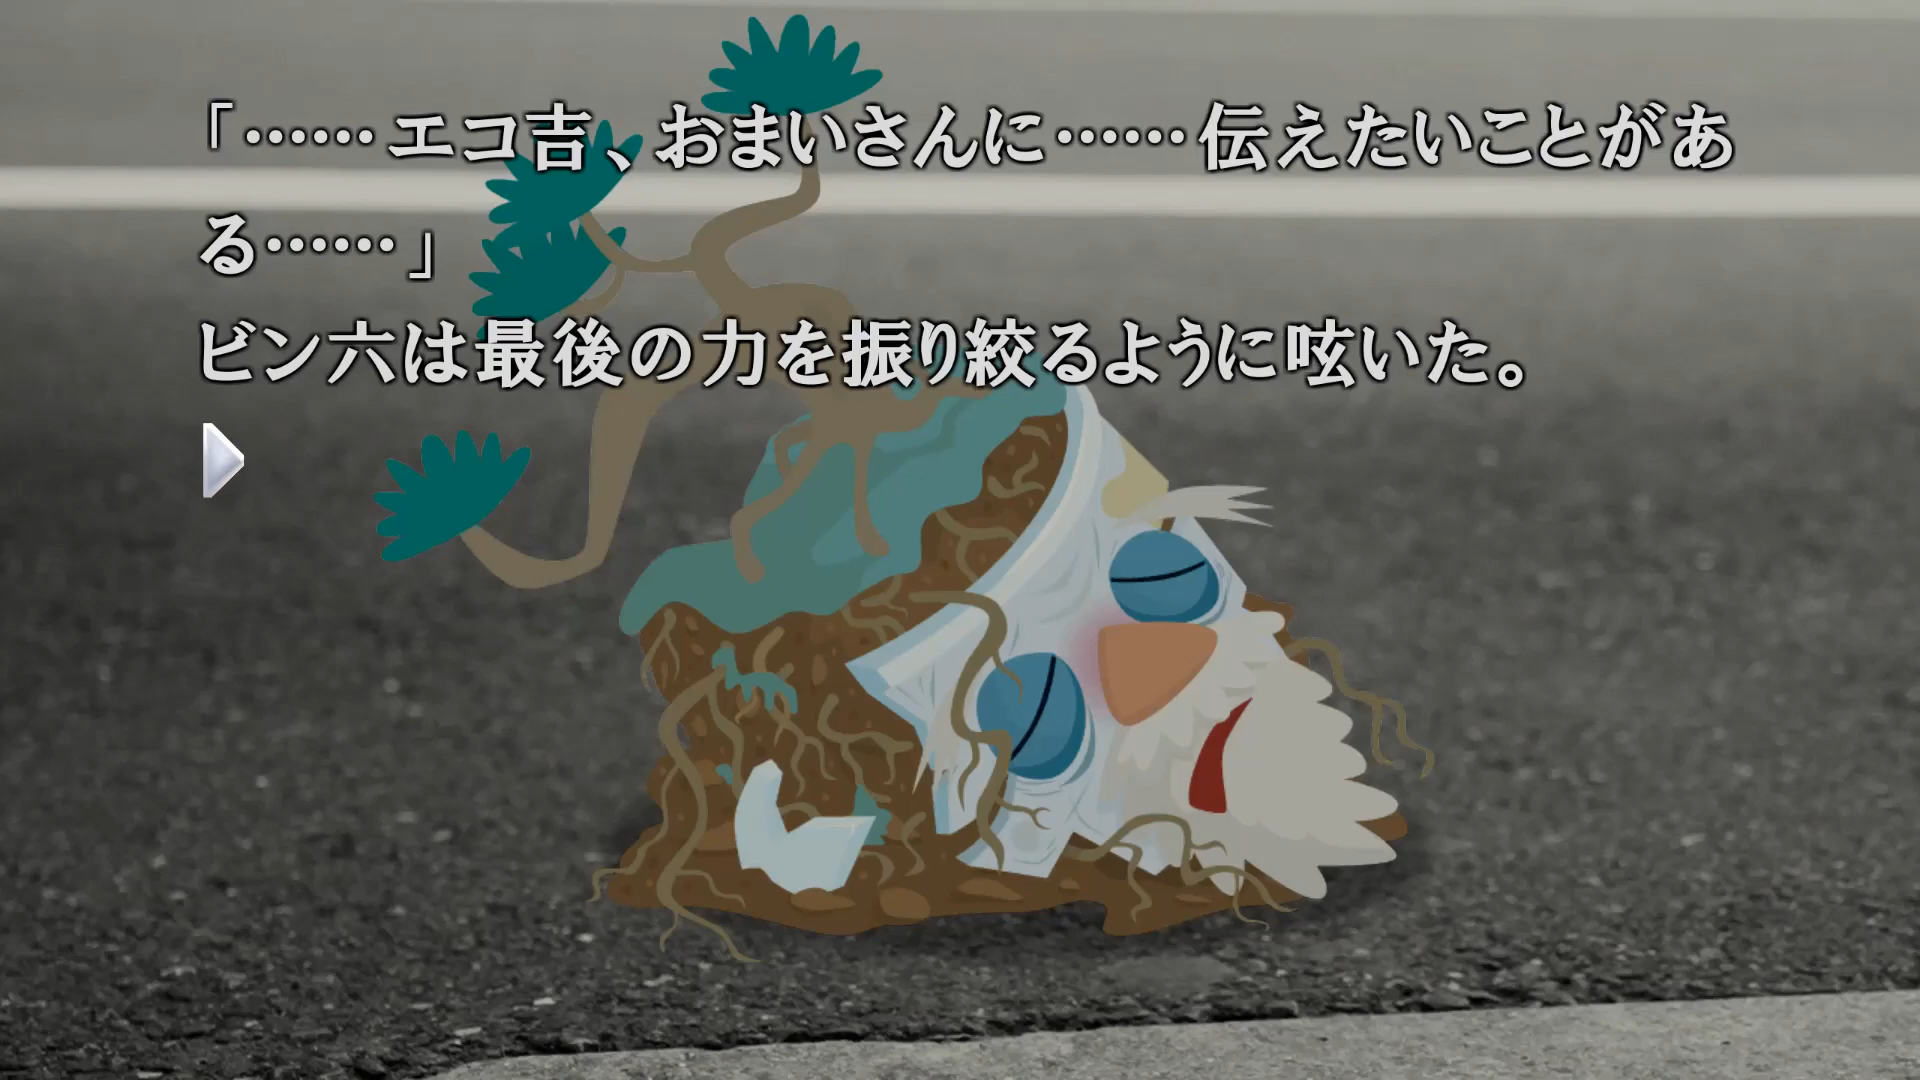 「……エコ吉、おまいさんに……伝えたいことがあ
る……」
ビン六は最後の力を振り絞るように呟いた。